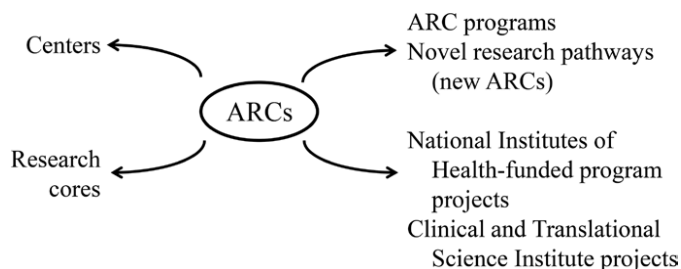 Centers
ARC programs
Novel research pathways
(new ARCs)
ARCs
Research
cores
National Institutes of
Health-funded program
projects
Clinical and Translational
Science Institute projects